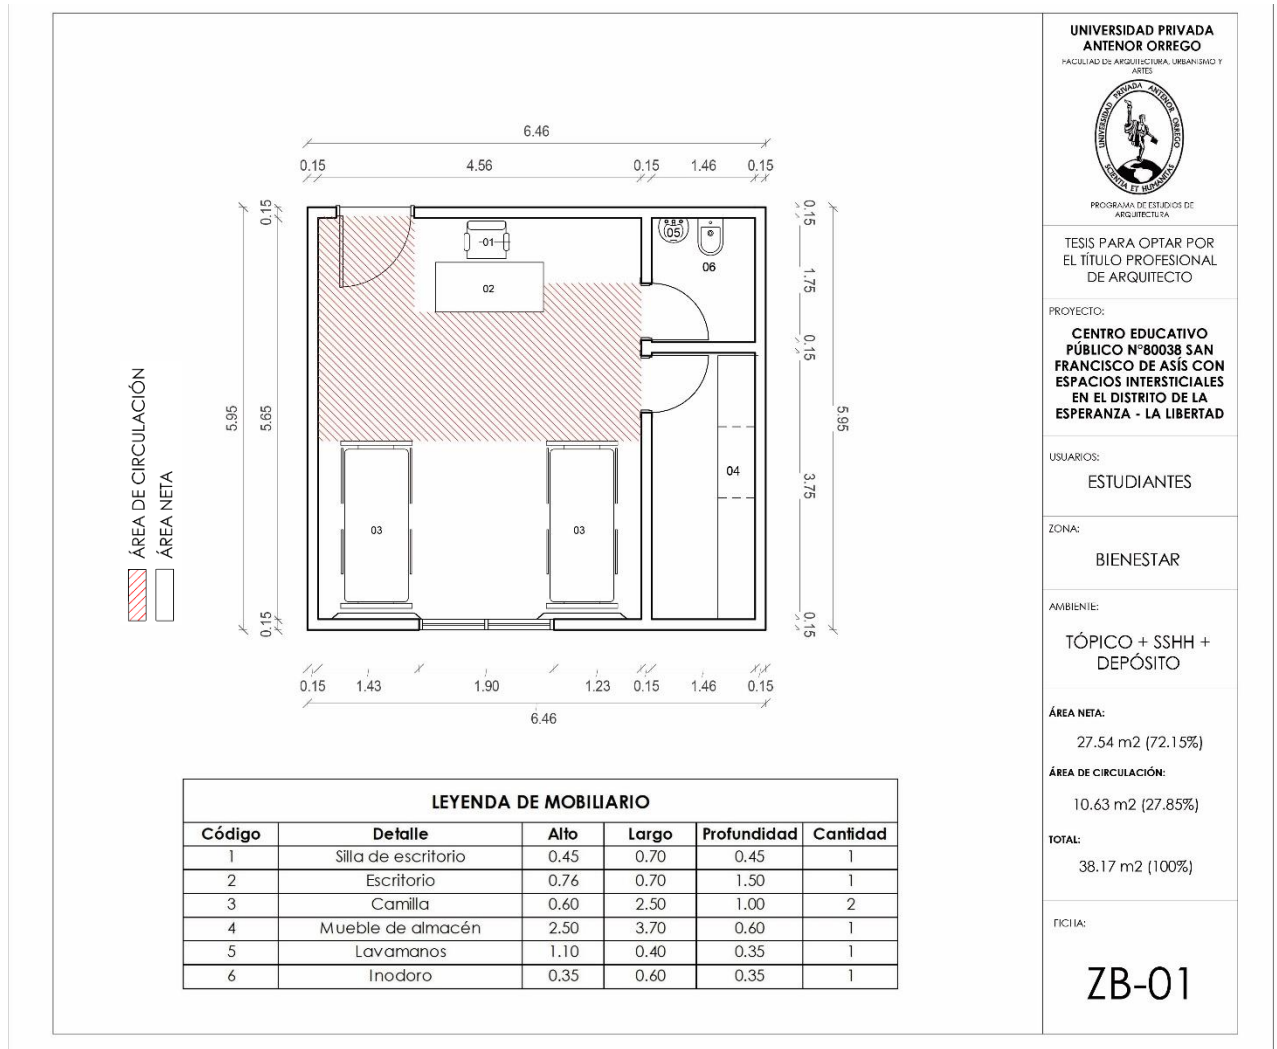 6.46
0.15 4.56 0.15 1.46 0.15
0.15
5.95
5.65
0.15
0.15
1.75
0.15
3.75
0.15
5.95
01
02
03
03
04
05
06
0.15 1.43 1.90 1.23 0.15 1.46 0.15
6.46
ÁREA DE CIRCULACIÓN
ÁREA NETA
LEYENDA DE MOBILIARIO
Código Detalle Alto Largo Profundidad Cantidad
1 Silla de escritorio 0.45 0.70 0.45 1
2 Escritorio 0.76 0.70 1.50 1
3 Camilla 0.60 2.50 1.00 2
4 Mueble de almacén 2.50 3.70 0.60 1
5 Lavamanos 1.10 0.40 0.35 1
6 Inodoro 0.35 0.60 0.35 1
UNIVERSIDAD PRIVADA
ANTENOR ORREGO
FACULTAD DE ARQUITECTURA, URBANISMO Y
ARTES
UNIVERSIDAD PRIVADA ANTENOR ORREGO
SCIENTIA ET HUMANITAS
PROGRAMA DE ESTUDIOS DE
ARQUITECTURA
TESIS PARA OPTAR POR
EL TÍTULO PROFESIONAL
DE ARQUITECTO
PROYECTO:
CENTRO EDUCATIVO
PÚBLICO N°80038 SAN
FRANCISCO DE ASÍS CON
ESPACIOS INTERSTICIALES
EN EL DISTRITO DE LA
ESPERANZA - LA LIBERTAD
USUARIOS:
ESTUDIANTES
ZONA:
BIENESTAR
AMBIENTE:
TÓPICO + SSHH +
DEPÓSITO
ÁREA NETA:
27.54 m2 (72.15%)
ÁREA DE CIRCULACIÓN:
10.63 m2 (27.85%)
TOTAL:
38.17 m2 (100%)
FICHA:
ZB-01